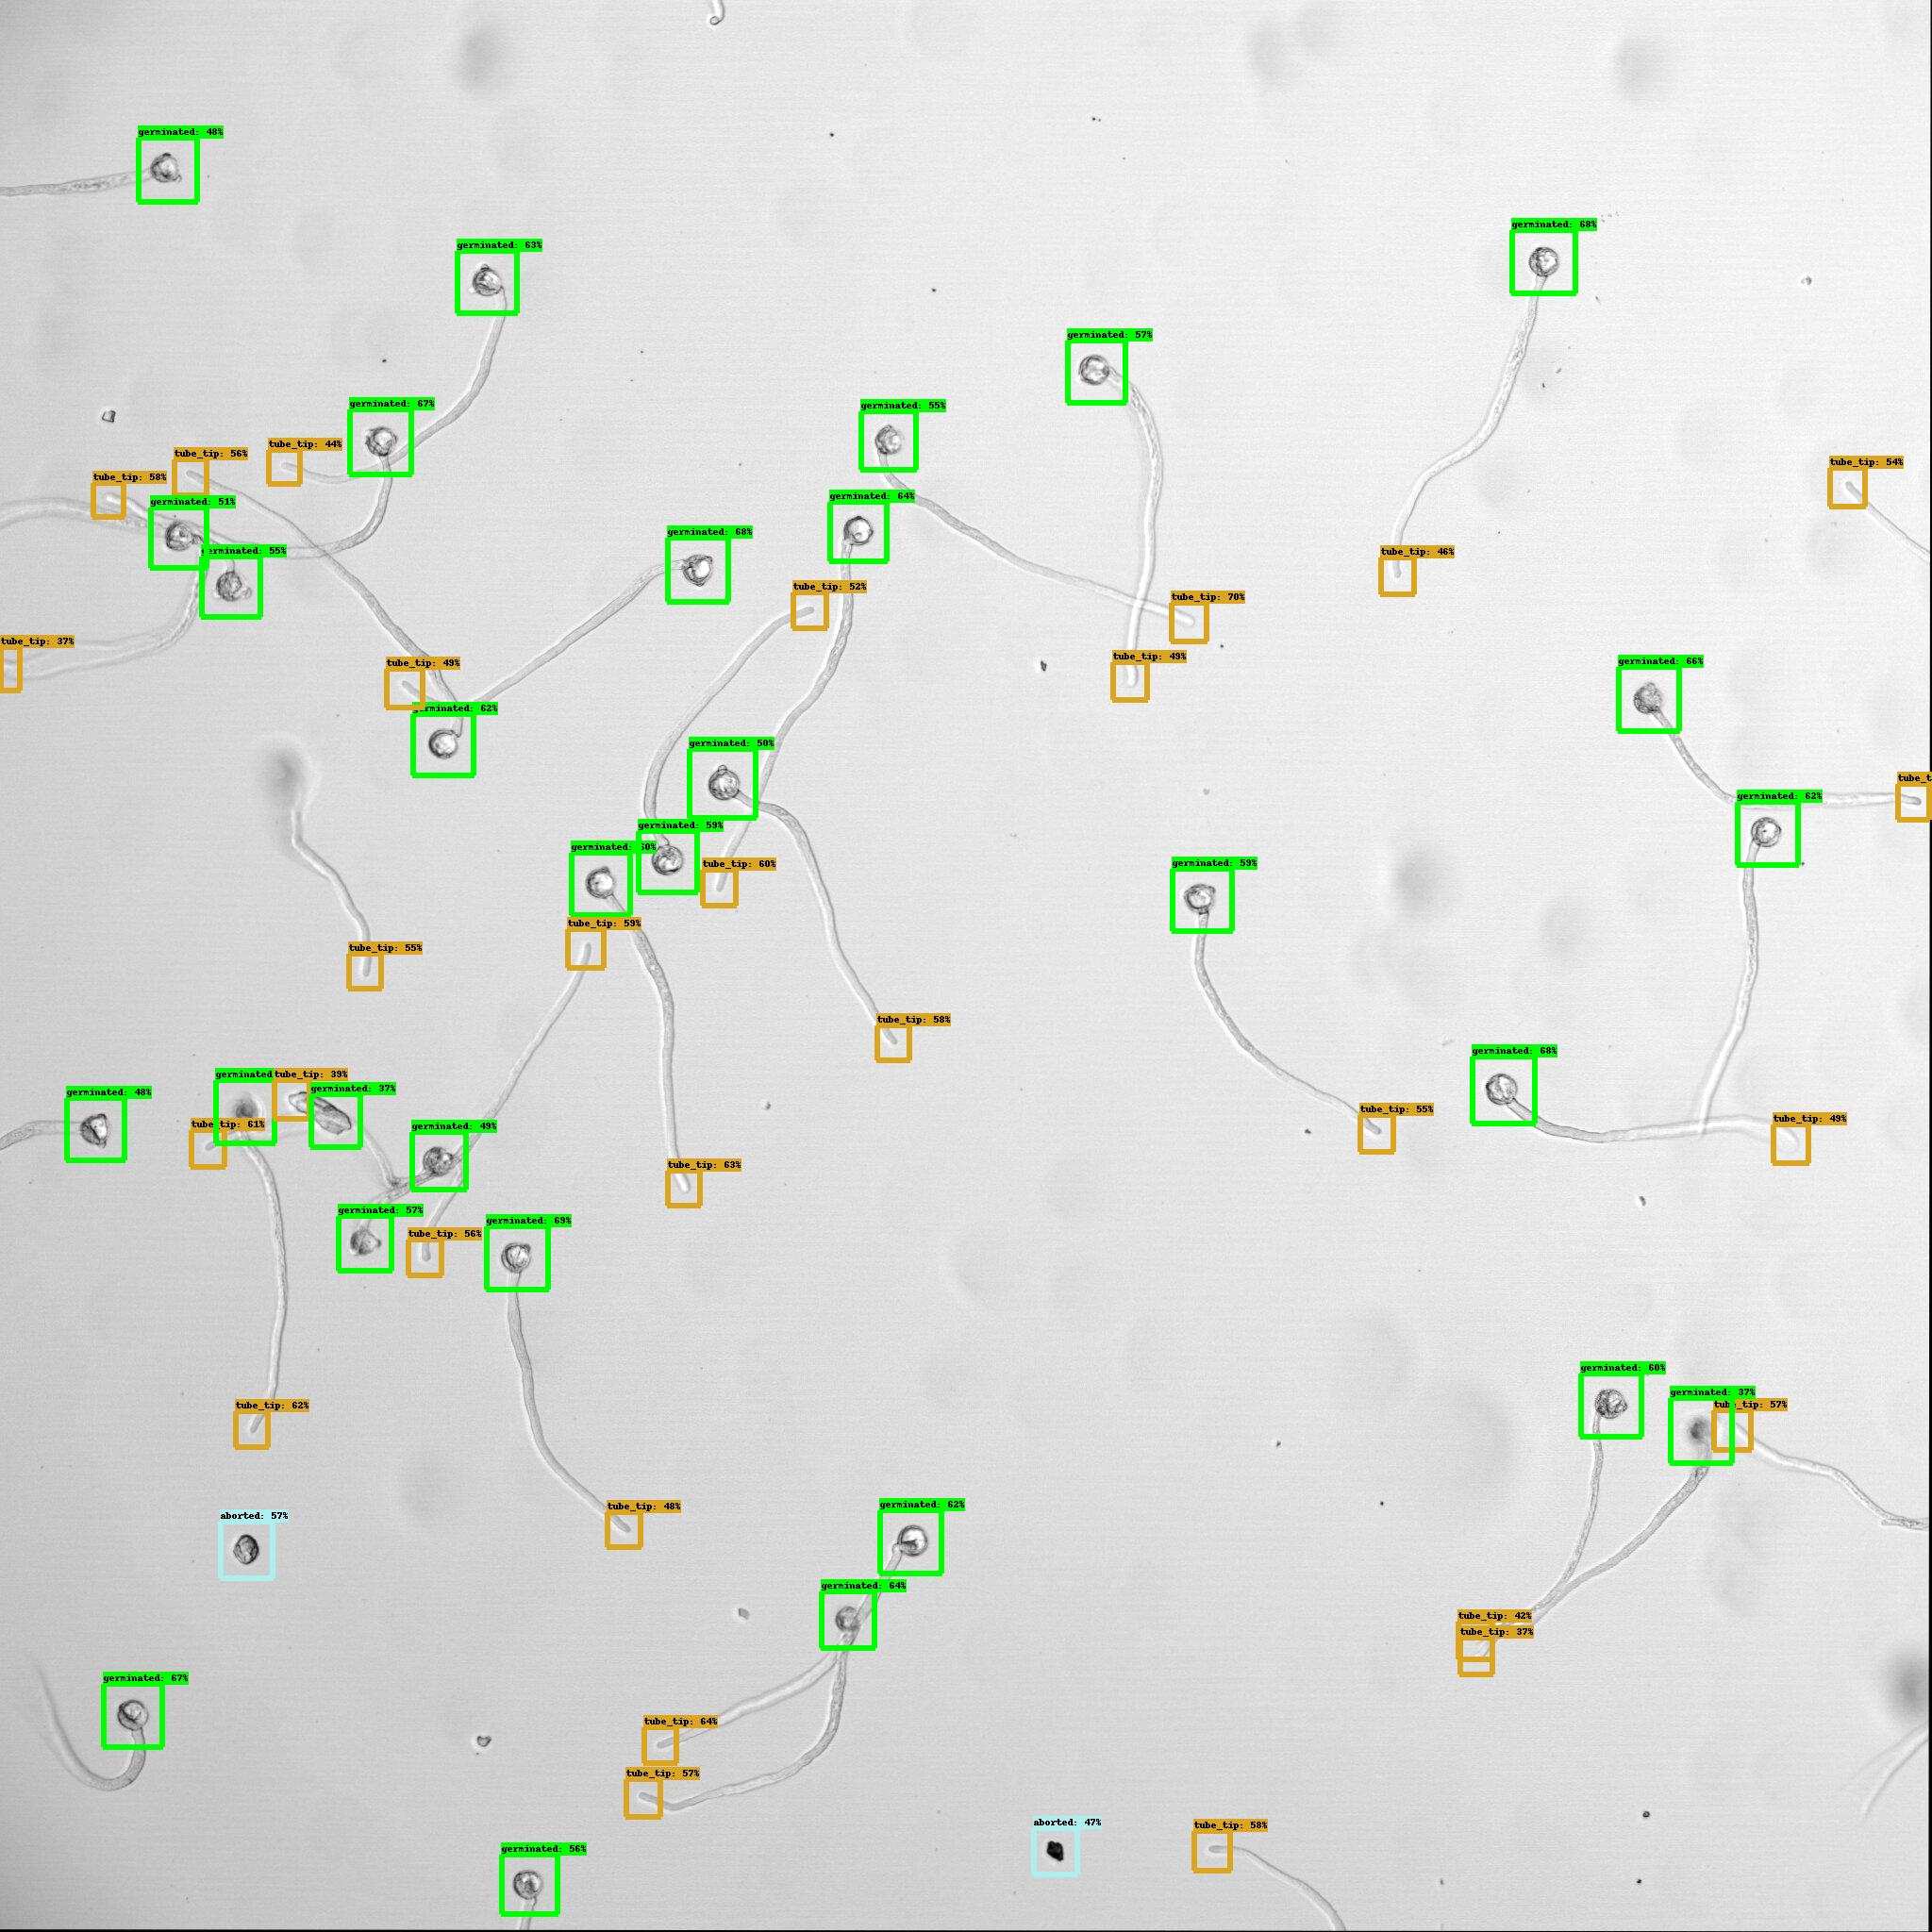 germinated: 48%
germinated: 68%
germinated: 63%
germinated: 57%
germinated: 67%
germinated: 55%
tube_tip: 44%
tube_tip: 56%
tube_tip: 54%
tube_tip: 58%
germinated: 64%
germinated: 51%
germinated: 68%
germinated: 55%
tube_tip: 46%
tube_tip: 52%
tube_tip: 70%
tube_tip: 37%
tube_tip: 49%
tube_tip: 49%
germinated: 66%
germinated: 62%
germinated: 50%
tube_t
germinated: 62%
germinated: 59%
germinated: 60%
tube_tip: 60%
germinated: 59%
tube_tip: 59%
tube_tip: 55%
tube_tip: 58%
germinated: 68%
germinated
tube_tip: 39%
germinated: 37%
germinated: 48%
tube_tip: 55%
tube_tip: 49%
tube_tip: 61%
germinated: 49%
tube_tip: 63%
germinated: 57%
germinated: 69%
tube_tip: 56%
germinated: 60%
germinated: 37%
tube_tip: 57%
tube_tip: 62%
germinated: 62%
tube_tip: 48%
aborted: 57%
germinated: 64%
tube_tip: 42%
tube_tip: 37%
germinated: 67%
tube_tip: 64%
tube_tip: 57%
aborted: 47%
tube_tip: 58%
germinated: 56%